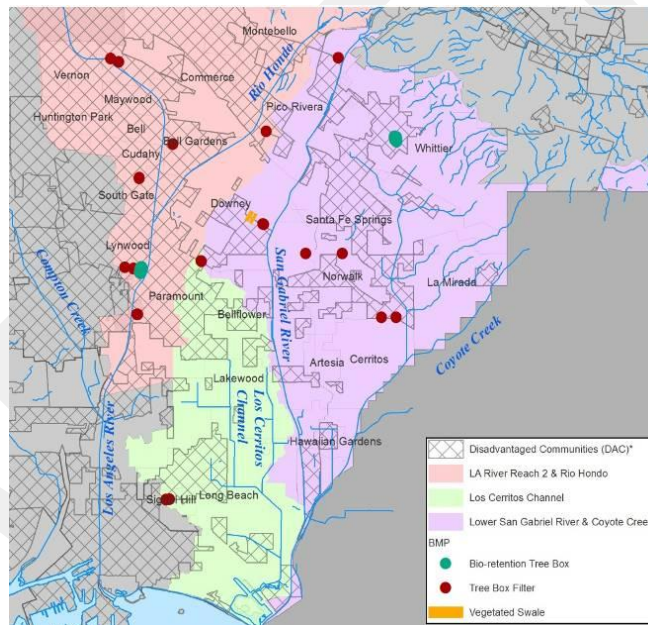 Montebello
Vernon
Commerce
Rio Hondo
Maywood
Pico Rivera
Huntington Park
Bell
Bell Gardens
Whittier
Cudahy
South Gate
Downey
Santa Fe Springs
Lynwood
San Gabriel River
Norwalk
Compton Creek
La Mirada
Paramount
Bellflower
Artesia
Cerritos
Coyote Creek
Lakewood
Los Cerritos
Channel
Los Angeles River
Hawaiian Gardens
Signal Hill
Long Beach
Disadvantaged Communities (DAC)*
LA River Reach 2 & Rio Hondo
Los Cerritos Channel
Lower San Gabriel River & Coyote Cree
BMP
Bio-retention Tree Box
Tree Box Filter
Vegetated Swale